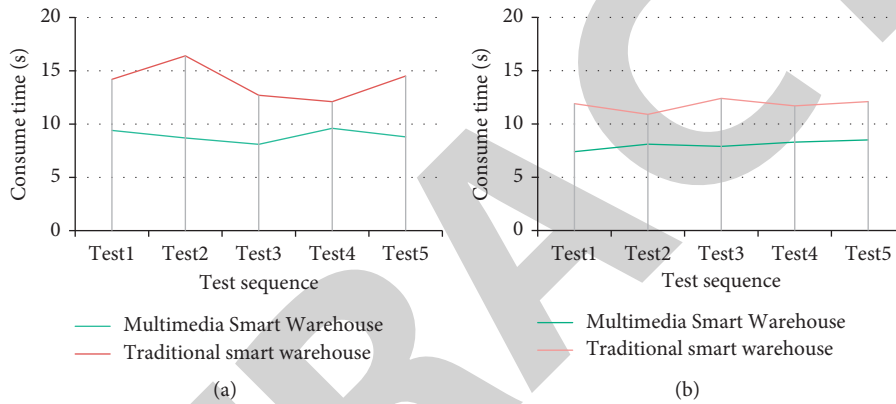 20
15
10
5
0
Consume time (s)
Test1 Test2 Test3 Test4 Test5
Test sequence
Multimedia Smart Warehouse
Traditional smart warehouse
(a)
20
15
10
5
0
Consume time (s)
Test1 Test2 Test3 Test4 Test5
Test sequence
Multimedia Smart Warehouse
Traditional smart warehouse
(b)